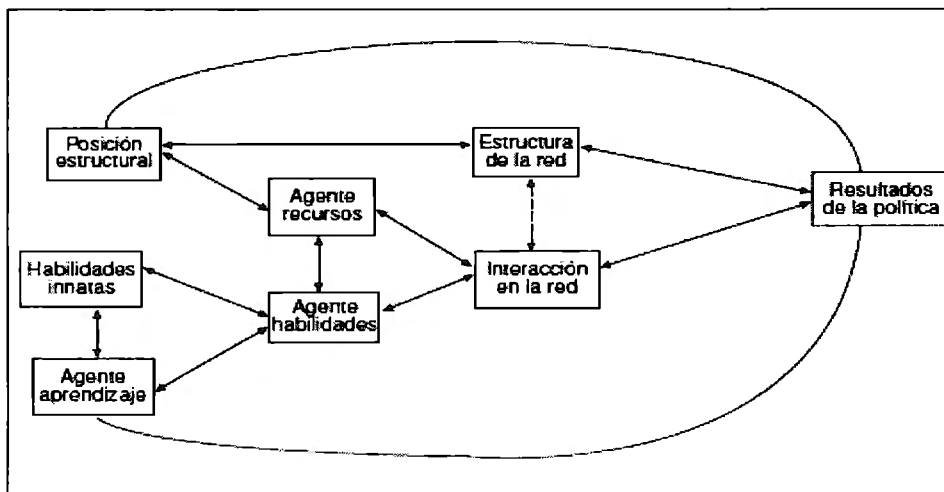 Posición
estructural
Estructura
de la red
Agente
recursos
Resultados
de la política
Habilidades
innatas
Interacción
en la red
Agente
habilidades
Agente
aprendizaje